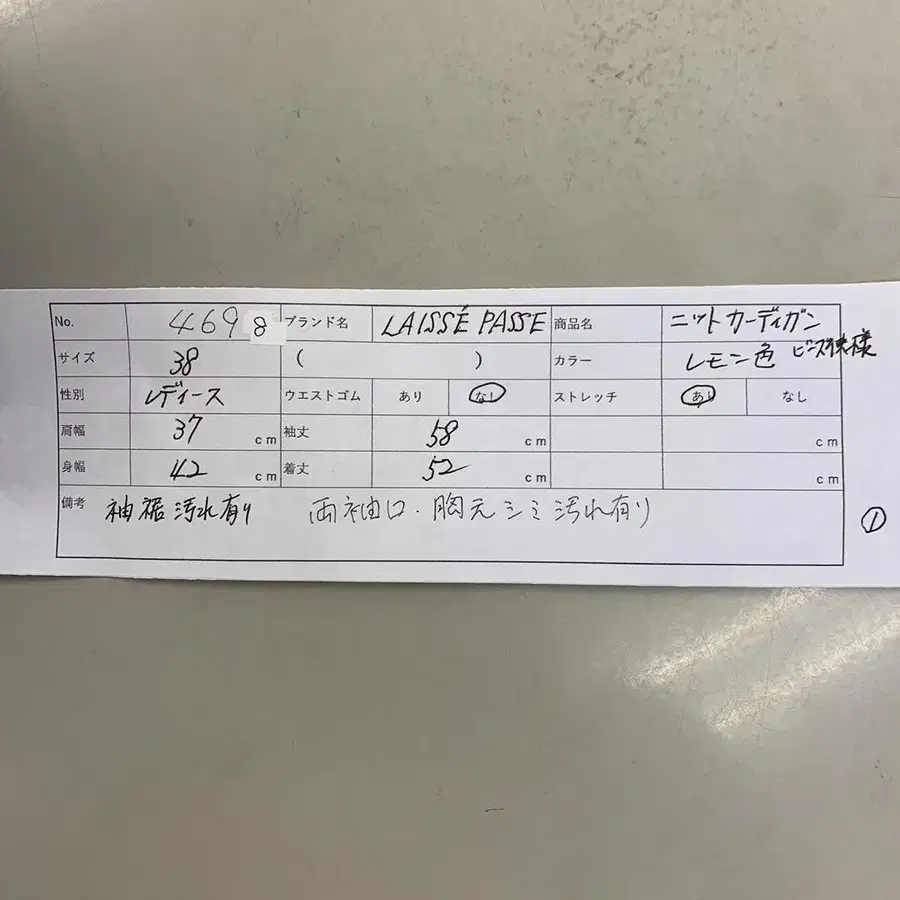 No. 4698 ブランド名 LAISSÉ PASSE 商品名 ニットカーディガン
サイズ 38 ( ) カラー レモン色
性別 レディース ウエストゴム あり なし ストレッチ あり なし
肩幅 37 cm 袖丈 58 cm cm
身幅 42 cm 着丈 52 cm cm
備考 袖裾汚れ有り 両袖口・胸元シミ汚れ有り
①